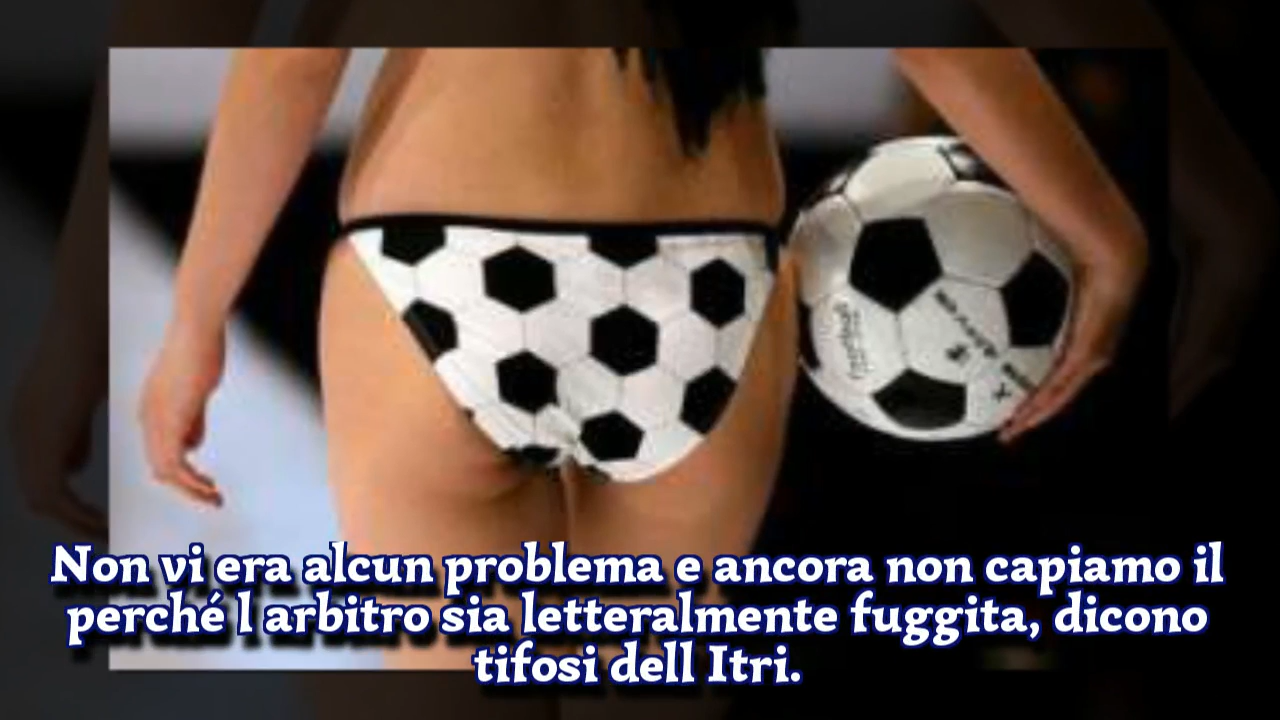 Non vi era alcun problema e ancora non capiamo il
perché l arbitro sia letteralmente fuggita, dicono
tifosi dell Itri.